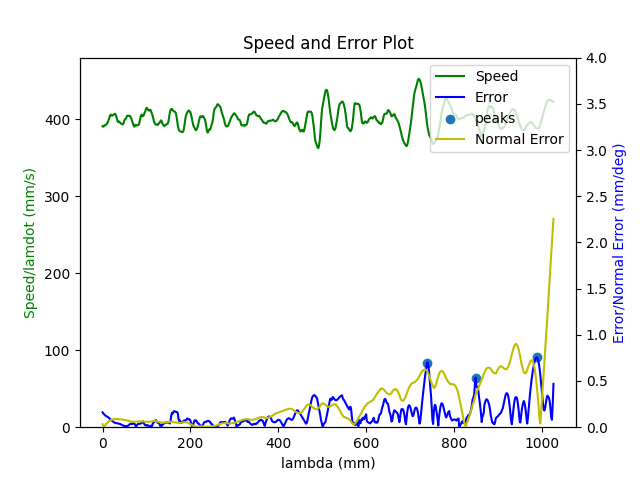 Speed and Error Plot
Speed
Error
peaks
Normal Error
Speed/lamdot (mm/s)
400
300
200
100
0
4.0
3.5
3.0
2.5
2.0
1.5
1.0
0.5
0.0
Error/Normal Error (mm/deg)
0 200 400 600 800 1000
lambda (mm)